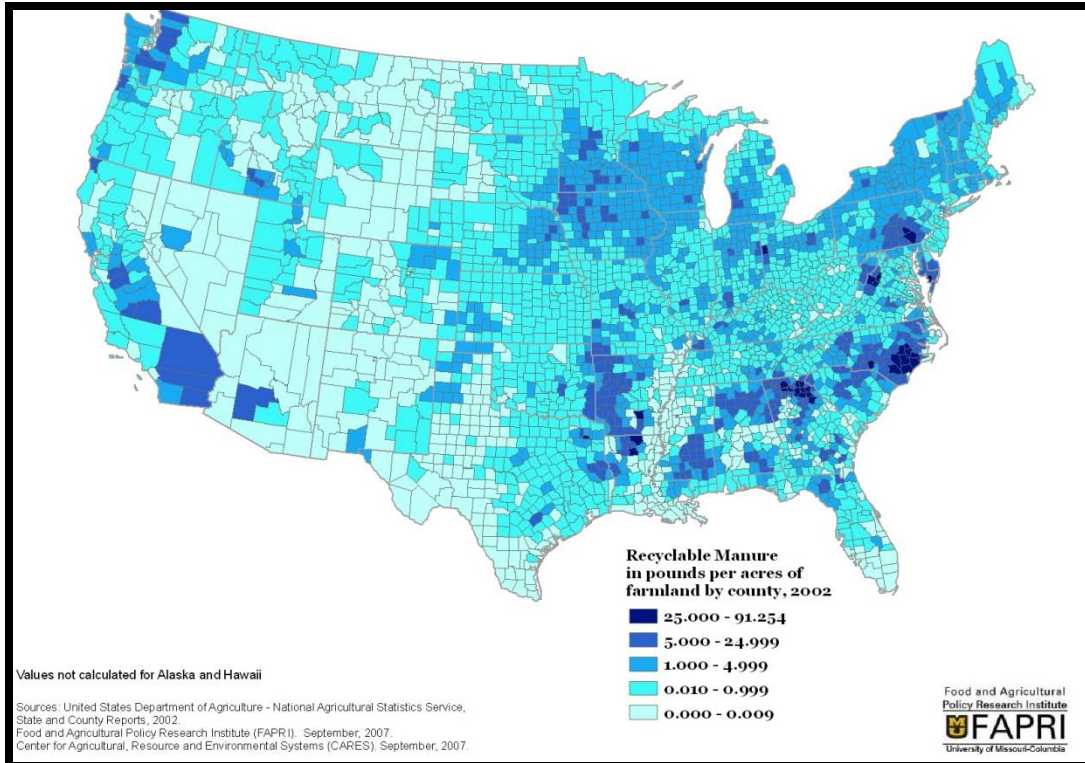 Recyclable Manure
in pounds per acres of
farmland by county, 2002
25.000 - 91.254
5.000 - 24.999
1.000 - 4.999
0.010 - 0.999
0.000 - 0.009
Values not calculated for Alaska and Hawaii
Sources: United States Department of Agriculture - National Agricultural Statistics Service,
State and County Reports, 2002.
Food and Agricultural Policy Research Institute (FAPRI). September, 2007.
Center for Agricultural, Resource and Environmental Systems (CARES). September, 2007.
Food and Agricultural
Policy Research Institute
FAPRI
University of Missouri-Columbia